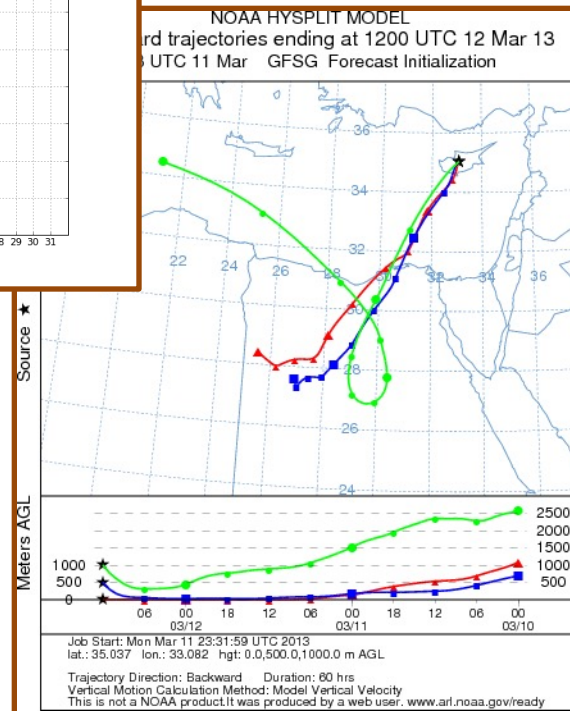 8 29 30 31
NOAA HYSPLIT MODEL
rd trajectories ending at 1200 UTC 12 Mar 13
UTC 11 Mar GFSG Forecast Initialization
36
34
32
22 24 26 28 30 32 34 36
30
28
26
24
Source ★
Meters AGL
2500
2000
1500
1000 1000
500 500
0
06 00 18 12 06 00 18 12 06 00
03/12 03/11 03/10
Job Start: Mon Mar 11 23:31:59 UTC 2013
lat.: 35.037 lon.: 33.082 hgt: 0.0,500.0,1000.0 m AGL
Trajectory Direction: Backward Duration: 60 hrs
Vertical Motion Calculation Method: Model Vertical Velocity
This is not a NOAA product.It was produced by a web user. www.arl.noaa.gov/ready